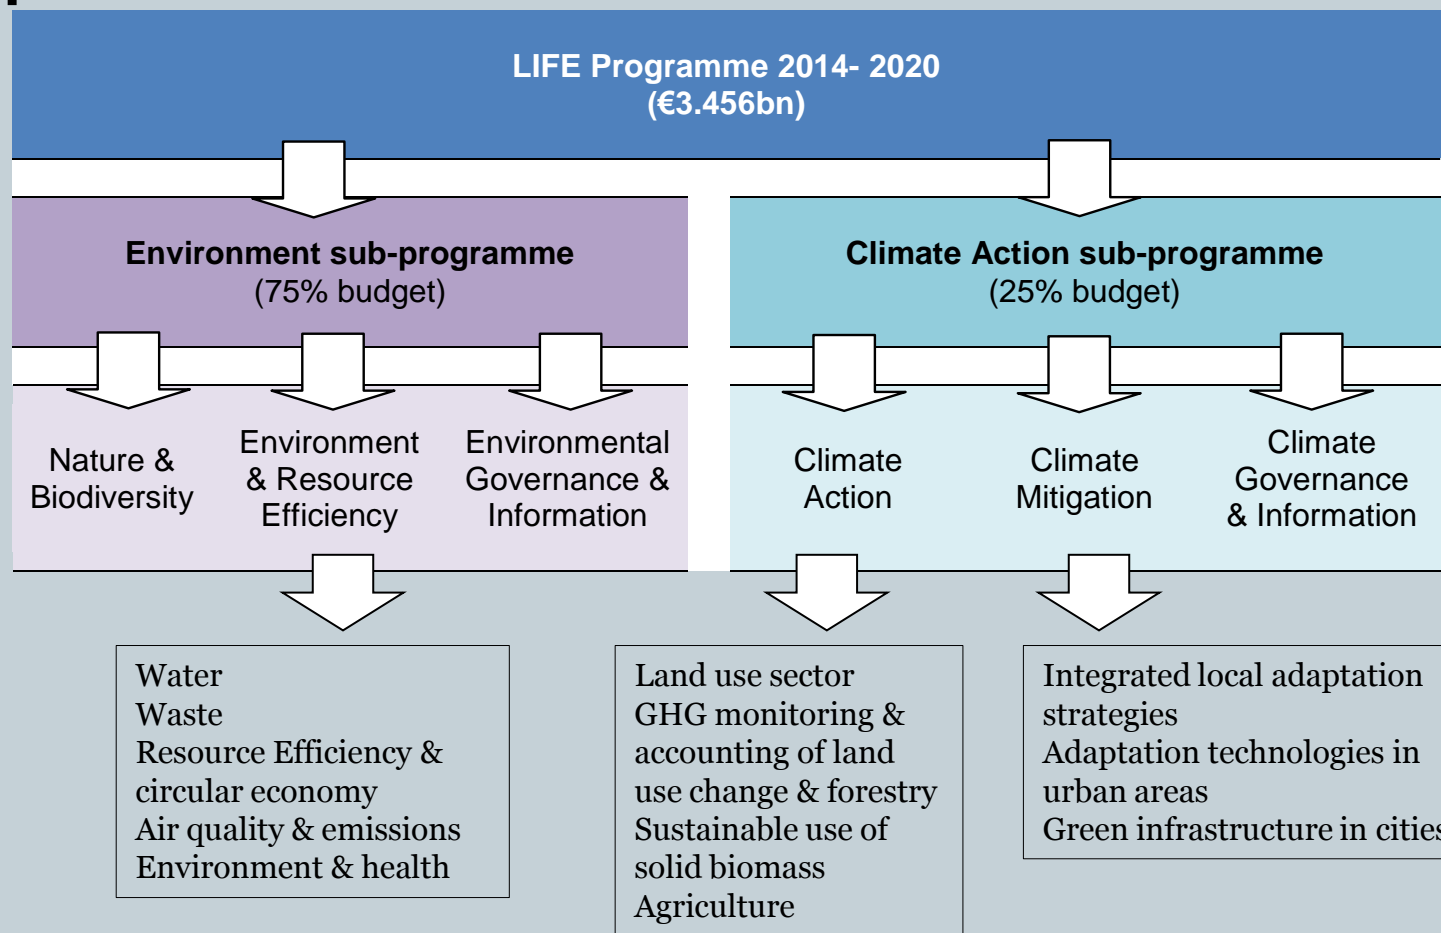 LIFE Programme 2014- 2020
(€3.456bn)
Environment sub-programme
(75% budget)
Climate Action sub-programme
(25% budget)
Nature &
Biodiversity
Environment
& Resource
Efficiency
Environmental
Governance &
Information
Climate
Action
Climate
Mitigation
Climate
Governance
& Information
Water
Waste
Resource Efficiency &
circular economy
Air quality & emissions
Environment & health
Land use sector
GHG monitoring &
accounting of land
use change & forestry
Sustainable use of
solid biomass
Agriculture
Integrated local adaptation
strategies
Adaptation technologies in
urban areas
Green infrastructure in cities